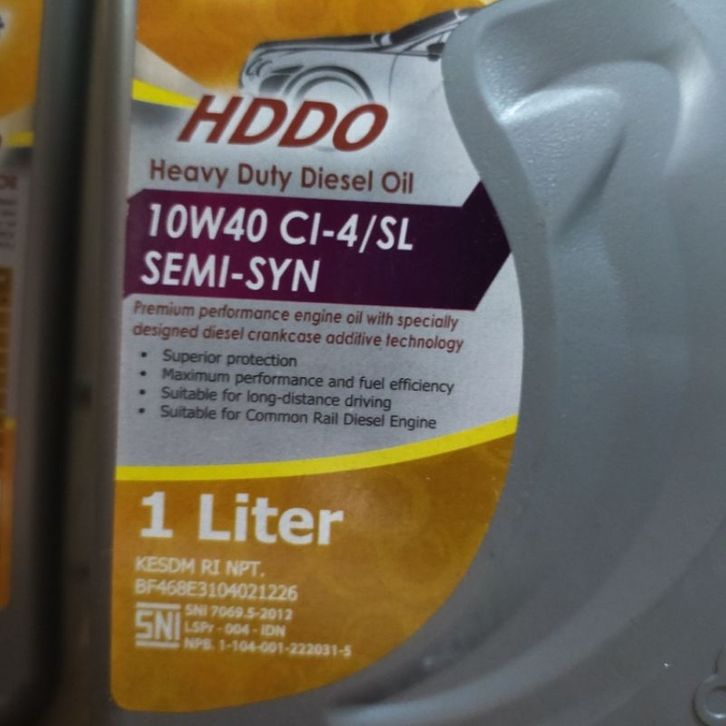 HDDO
Heavy Duty Diesel Oil
10W40 CI-4/SL
SEMI-SYN
Premium performance engine oil with specially
designed diesel crankcase additive technology
• Superior protection
• Maximum performance and fuel efficiency
• Suitable for long-distance driving
• Suitable for Common Rail Diesel Engine
1 Liter
KESDM RI NPT.
BF468E3104021226
SNI
SNI 7069.5-2012
LSPr - 004 - IDN
NPB. 1-104-001-222031-5